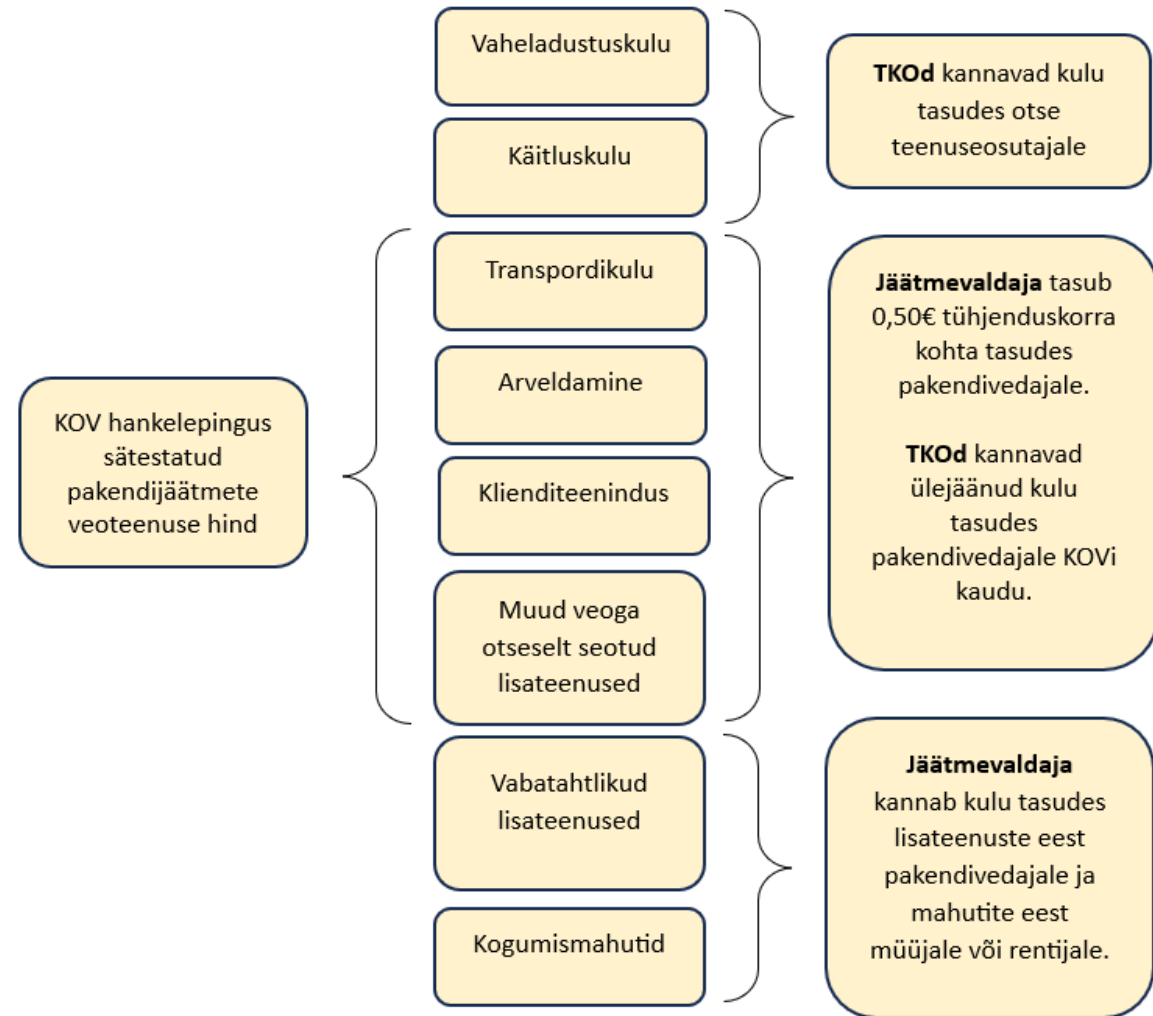 Vaheladustuskulu
Käitluskulu
TKOd kannavad kulu
tasudes otse
teenuseosutajale
KOV hankelepingus
sätestatud
pakendijäätmete
veoteenuse hind
Transpordikulu
Arveldamine
Klienditeenindus
Muud veoga
otseselt seotud
lisateenused
Jäätmevaldaja tasub
0,50€ tühjenduskorra
kohta tasudes
pakendivedajale.
TKOd kannavad
ülejäänud kulu
tasudes
pakendivedajale KOVi
kaudu.
Vabatahtlikud
lisateenused
Kogumismahutid
Jäätmevaldaja
kannab kulu tasudes
lisateenuste eest
pakendivedajale ja
mahutite eest
müüjale või rentijale.